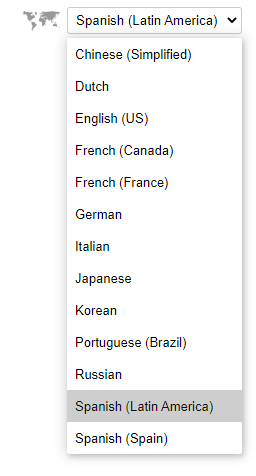 Spanish (Latin America)
Chinese (Simplified)
Dutch
English (US)
French (Canada)
French (France)
German
Italian
Japanese
Korean
Portuguese (Brazil)
Russian
Spanish (Latin America)
Spanish (Spain)